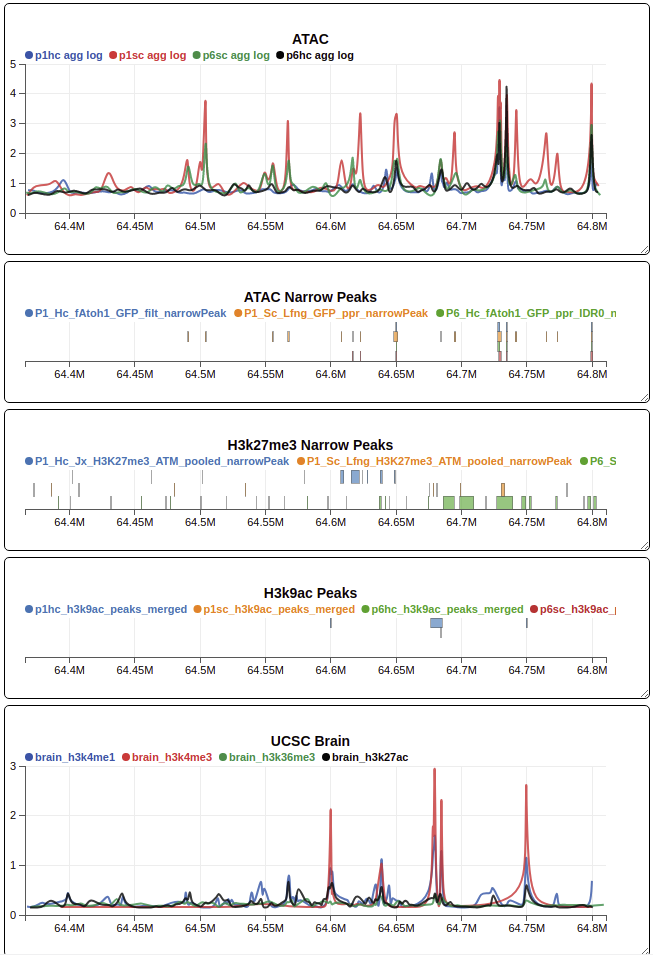 ATAC
p1hc agg log p1sc agg log p6sc agg log p6hc agg log
5
4
3
2
1
0
64.4M 64.45M 64.5M 64.55M 64.6M 64.65M 64.7M 64.75M 64.8M
ATAC Narrow Peaks
P1_Hc_fAtoh1_GFP_filt_narrowPeak P1_Sc_Lfng_GFP_ppr_narrowPeak P6_Hc_fAtoh1_GFP_ppr_IDR0_n
64.4M 64.45M 64.5M 64.55M 64.6M 64.65M 64.7M 64.75M 64.8M
H3k27me3 Narrow Peaks
P1_Hc_Jx_H3K27me3_ATM_pooled_narrowPeak P1_Sc_Lfng_H3K27me3_ATM_pooled_narrowPeak P6_S
64.4M 64.45M 64.5M 64.55M 64.6M 64.65M 64.7M 64.75M 64.8M
H3k9ac Peaks
p1hc_h3k9ac_peaks_merged p1sc_h3k9ac_peaks_merged p6hc_h3k9ac_peaks_merged p6sc_h3k9ac_
64.4M 64.45M 64.5M 64.55M 64.6M 64.65M 64.7M 64.75M 64.8M
UCSC Brain
brain_h3k4me1 brain_h3k4me3 brain_h3k36me3 brain_h3k27ac
3
2
1
0
64.4M 64.45M 64.5M 64.55M 64.6M 64.65M 64.7M 64.75M 64.8M